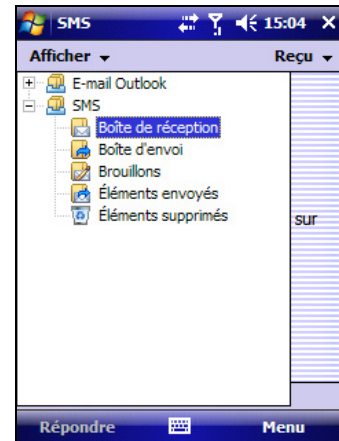 SMS 15:04
Afficher Reçu
E-mail Outlook
SMS
Boîte de réception
Boîte d'envoi
Brouillons
Éléments envoyés
Éléments supprimés
sur
Répondre Menu